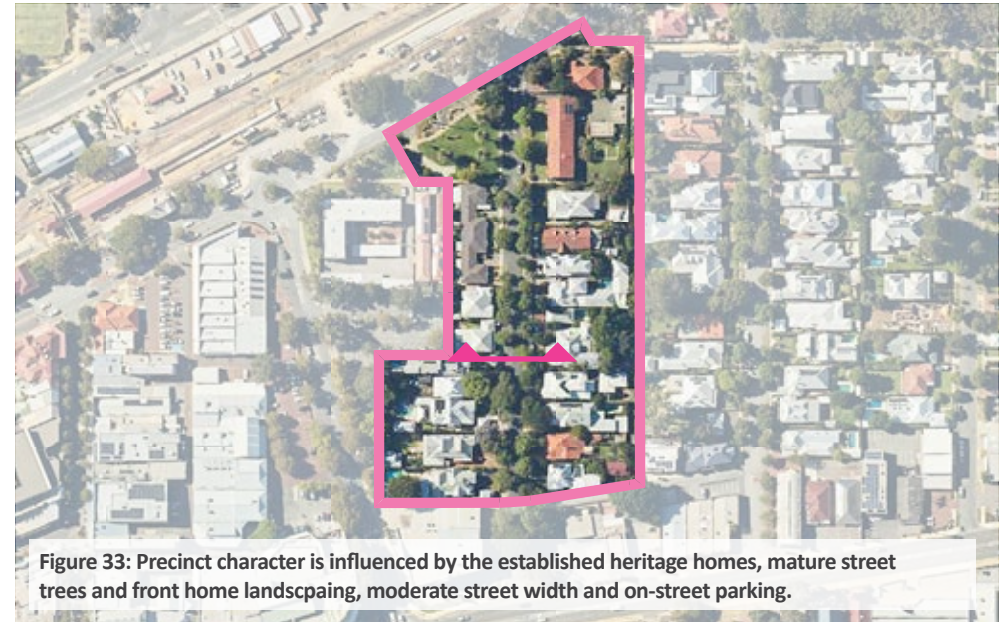 Figure 33: Precinct character is influenced by the established heritage homes, mature street
trees and front home landscpaing, moderate street width and on-street parking.